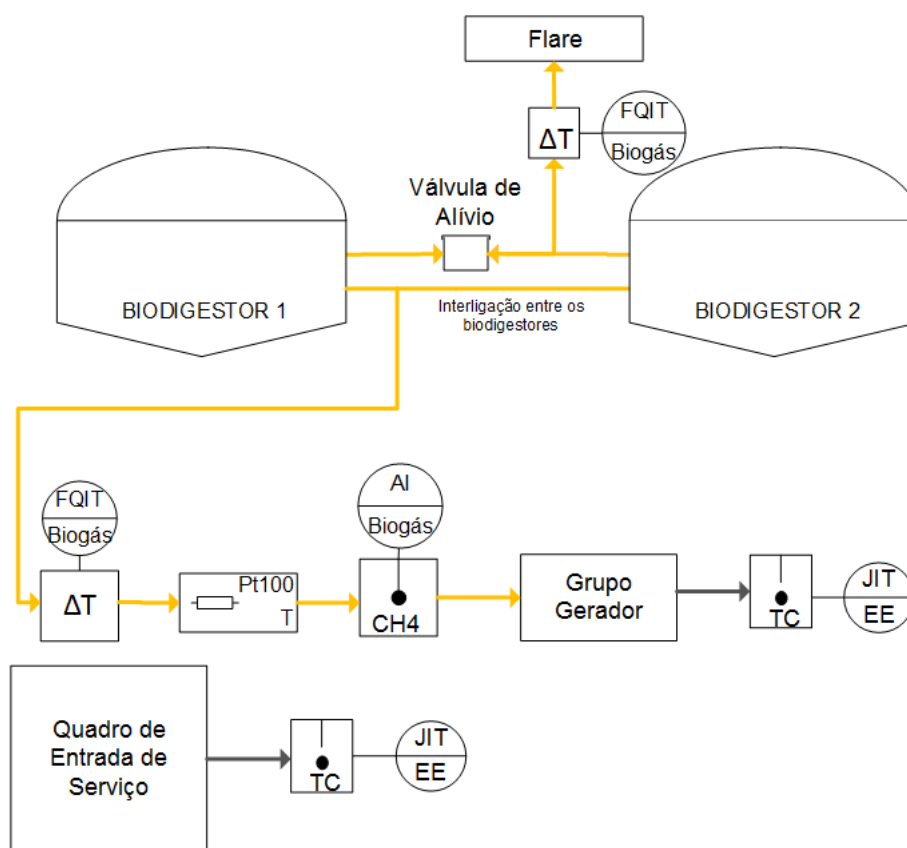 Flare
ΔT
FQIT
Biogás
Válvula de
Alívio
BIODIGESTOR 1
Interligação entre os
biodigestores
BIODIGESTOR 2
FQIT
Biogás
ΔT
Pt100
T
AI
Biogás
CH4
Grupo
Gerador
TC
JIT
EE
Quadro de
Entrada de
Serviço
TC
JIT
EE